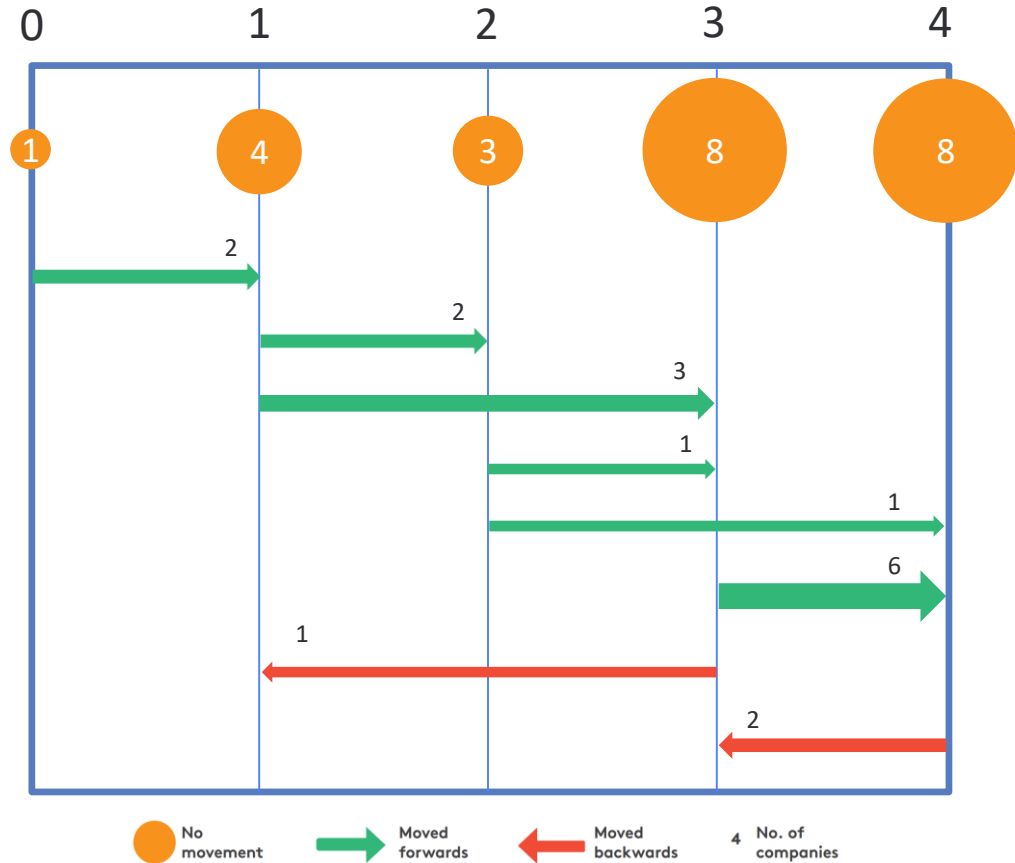 0 1 2 3 4
1 4 3 8 8
2
2
3
1
1
6
1
2
No
movement
Moved
forwards
Moved
backwards
4 No. of
companies